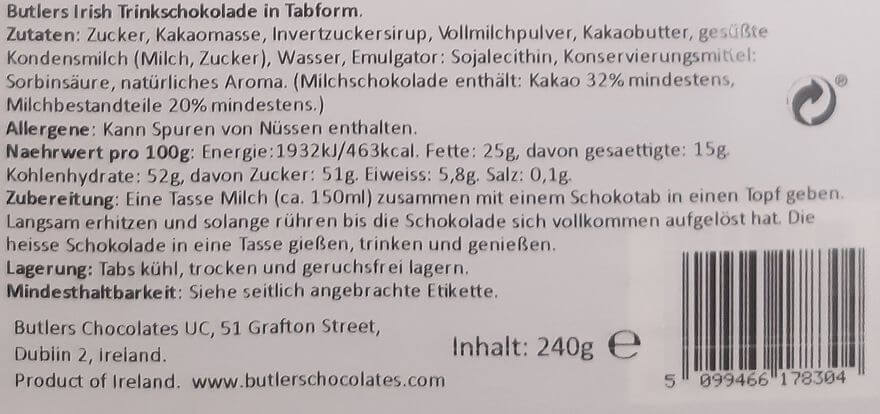 Butlers Irish Trinkschokolade in Tabform.
Zutaten: Zucker, Kakaomasse, Invertzuckersirup, Vollmilchpulver, Kakaobutter, gesüßte
Kondensmilch (Milch, Zucker), Wasser, Emulgator: Sojalecithin, Konservierungsmittel:
Sorbinsäure, natürliches Aroma. (Milchschokolade enthält: Kakao 32% mindestens,
Milchbestandteile 20% mindestens.)
Allergene: Kann Spuren von Nüssen enthalten.
Naehrwert pro 100g: Energie:1932kJ/463kcal. Fette: 25g, davon gesaettigte: 15g.
Kohlenhydrate: 52g, davon Zucker: 51g. Eiweiss: 5,8g. Salz: 0,1g.
Zubereitung: Eine Tasse Milch (ca. 150ml) zusammen mit einem Schokotab in einen Topf geben.
Langsam erhitzen und solange rühren bis die Schokolade sich vollkommen aufgelöst hat. Die
heisse Schokolade in eine Tasse gießen, trinken und genießen.
Lagerung: Tabs kühl, trocken und geruchsfrei lagern.
Mindesthaltbarkeit: Siehe seitlich angebrachte Etikette.
Butlers Chocolates UC, 51 Grafton Street,
Dublin 2, Ireland.
Product of Ireland. www.butlerschocolates.com
Inhalt: 240g ℮
5 099466 178304
®